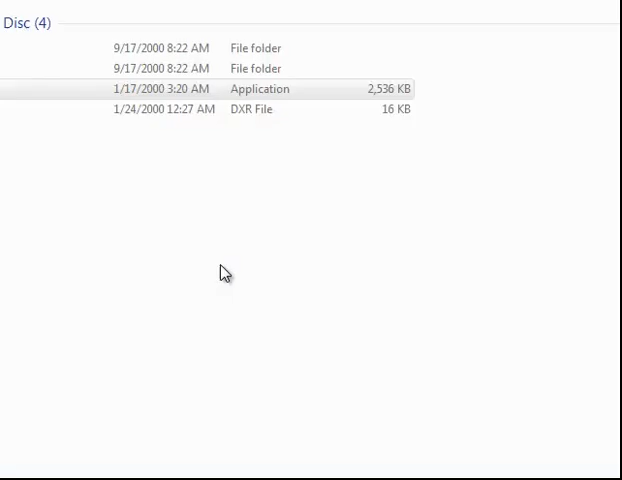 Disc (4)
9/17/2000 8:22 AM File folder
9/17/2000 8:22 AM File folder
1/17/2000 3:20 AM Application 2,536 KB
1/24/2000 12:27 AM DXR File 16 KB